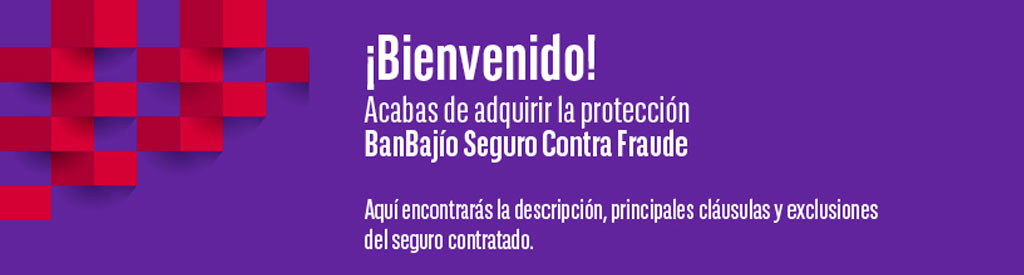 ¡Bienvenido!
Acabas de adquirir la protección
BanBajío Seguro Contra Fraude
Aquí encontrarás la descripción, principales cláusulas y exclusiones
del seguro contratado.